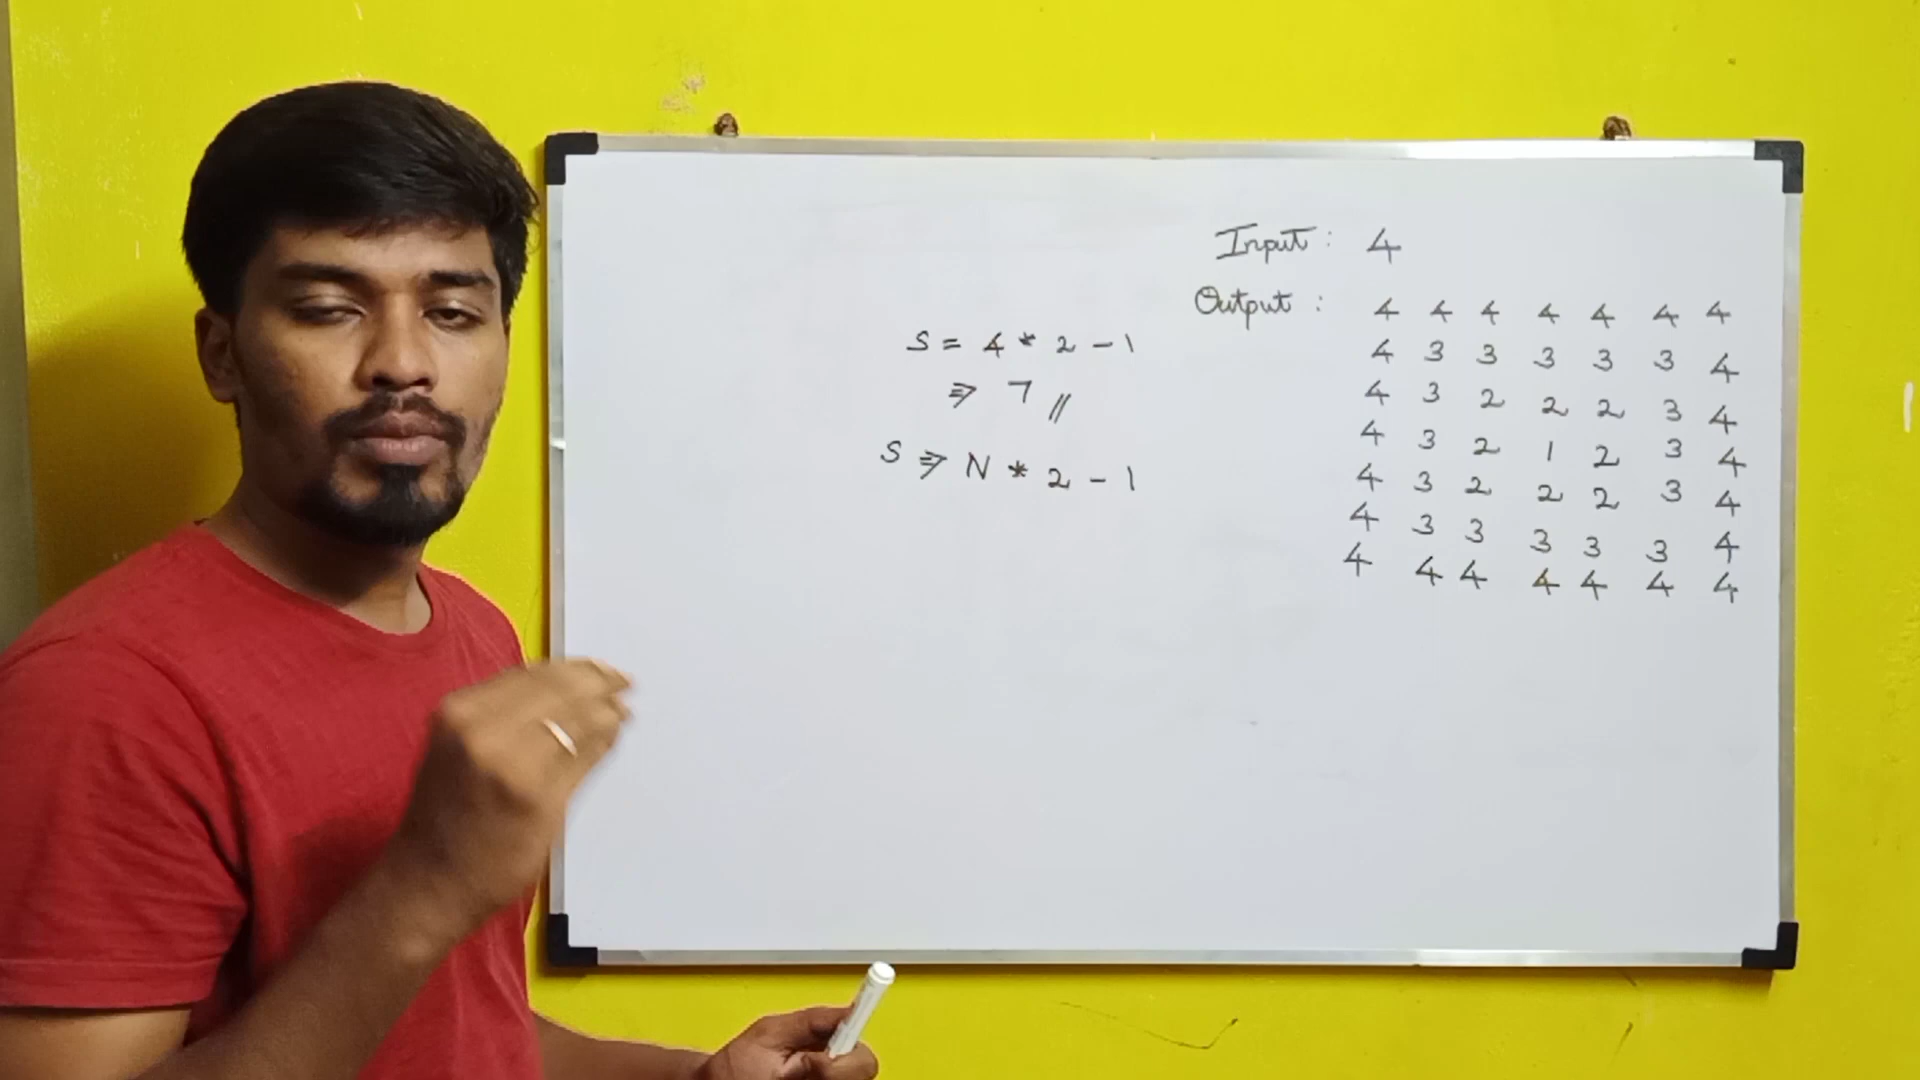 Input : 4
Output : 4 4 4 4 4 4 4
4 3 3 3 3 3 4
4 3 2 2 2 3 4
4 3 2 1 2 3 4
4 3 2 2 2 3 4
4 3 3 3 3 3 4
4 4 4 4 4 4 4
S = 4 * 2 - 1
⇒ 7 //
S ⇒ N * 2 - 1